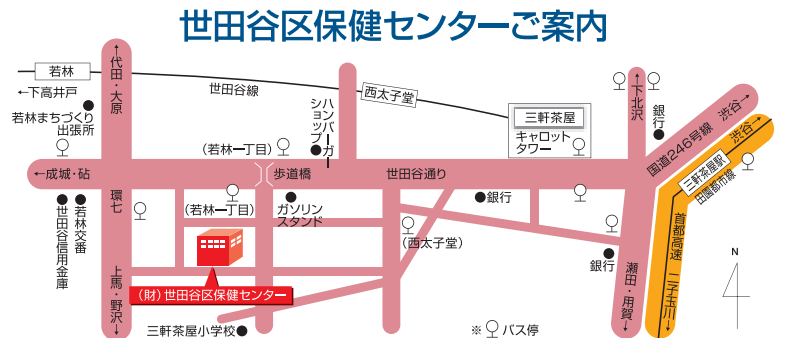 世田谷区保健センターご案内
↑代田・大原
若林
←下高井戸
若林まちづくり
出張所
世田谷線
西太子堂
ハンバーガ
ショップ
三軒茶屋
キャロット
タワー
↑下北沢
銀行
国道246号線 渋谷→
渋谷→
三軒茶屋駅
田園都市線
(若林一丁目)
←成城・砧
歩道橋
世田谷通り
環七
(若林一丁目)
ガソリン
スタンド
銀行
(西太子堂)
若林交番
世田谷信用金庫
銀行
首都高速
二子玉川→
瀬田・用賀→
上馬・野沢→
(財)世田谷区保健センター
三軒茶屋小学校
※ バス停
N